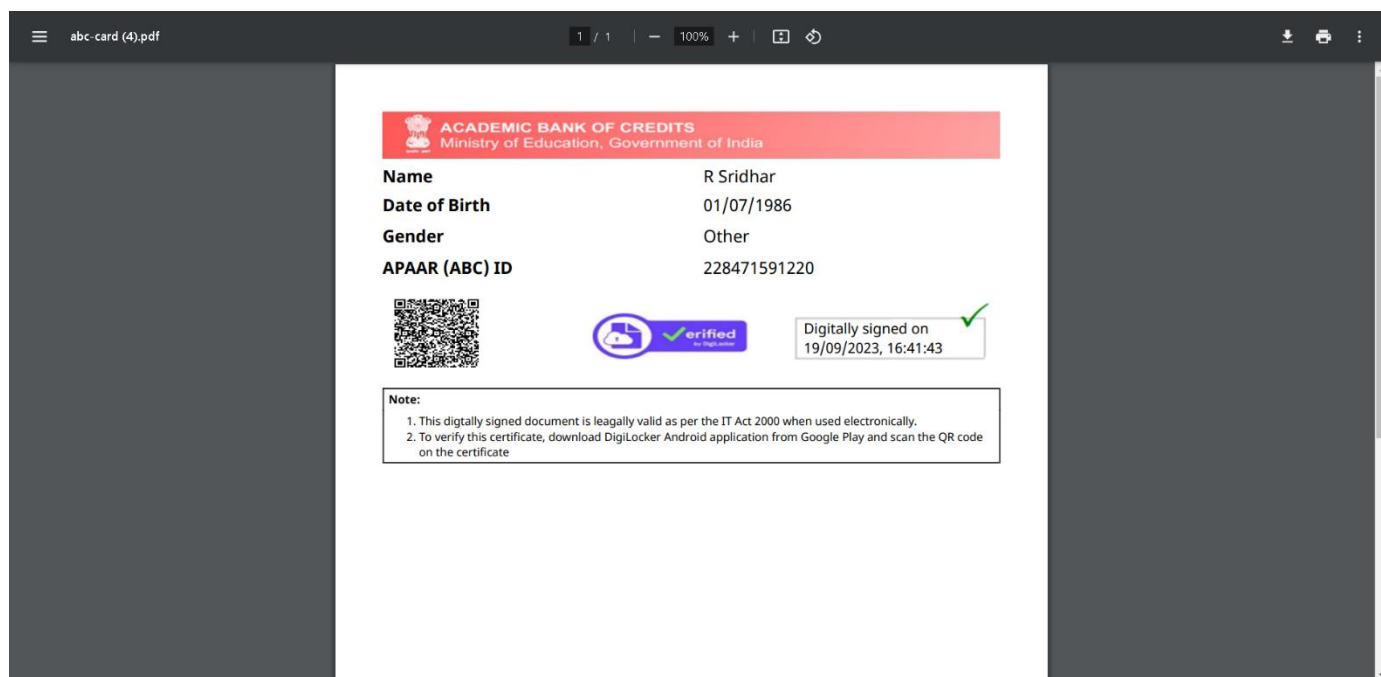 abc-card (4).pdf
1 / 1
100%
ACADEMIC BANK OF CREDITS
Ministry of Education, Government of India
Name R Sridhar
Date of Birth 01/07/1986
Gender Other
APAAR (ABC) ID 228471591220
erified
by DigiLocker
Digitally signed on
19/09/2023, 16:41:43
Note:
1. This digtally signed document is leagally valid as per the IT Act 2000 when used electronically.
2. To verify this certificate, download DigiLocker Android application from Google Play and scan the QR code
on the certificate